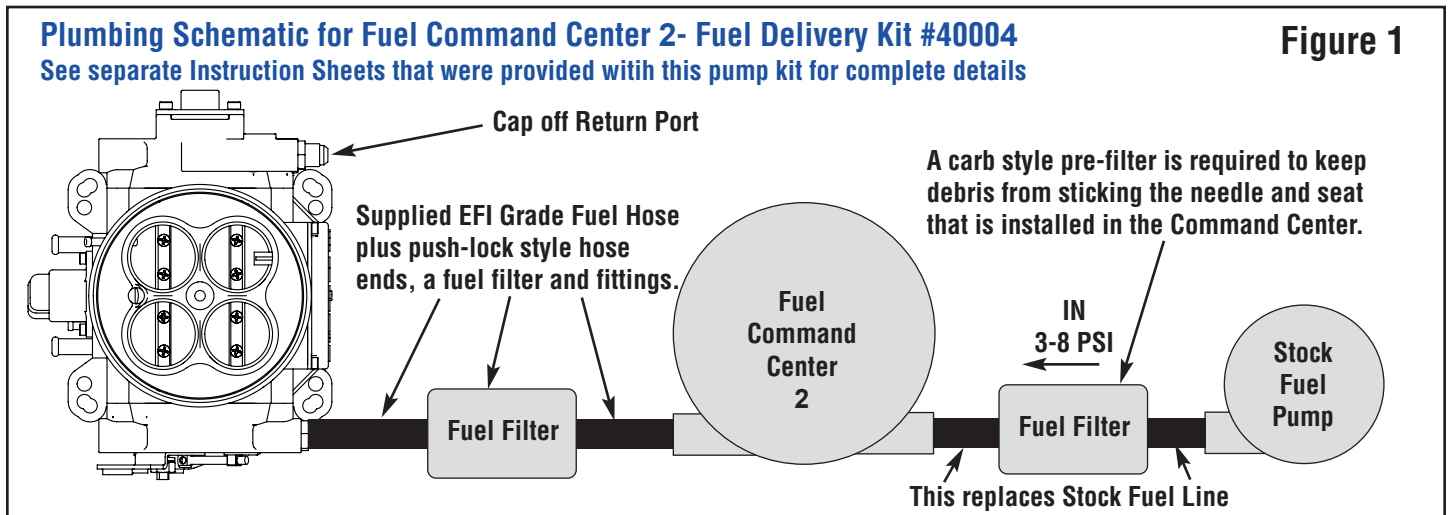 Plumbing Schematic for Fuel Command Center 2- Fuel Delivery Kit #40004
Figure 1
See separate Instruction Sheets that were provided witih this pump kit for complete details
Cap off Return Port
A carb style pre-filter is required to keep
debris from sticking the needle and seat
that is installed in the Command Center.
Supplied EFI Grade Fuel Hose
plus push-lock style hose
ends, a fuel filter and fittings.
Fuel
Command
Center
2
IN
3-8 PSI
Stock
Fuel
Pump
Fuel Filter
Fuel Filter
This replaces Stock Fuel Line